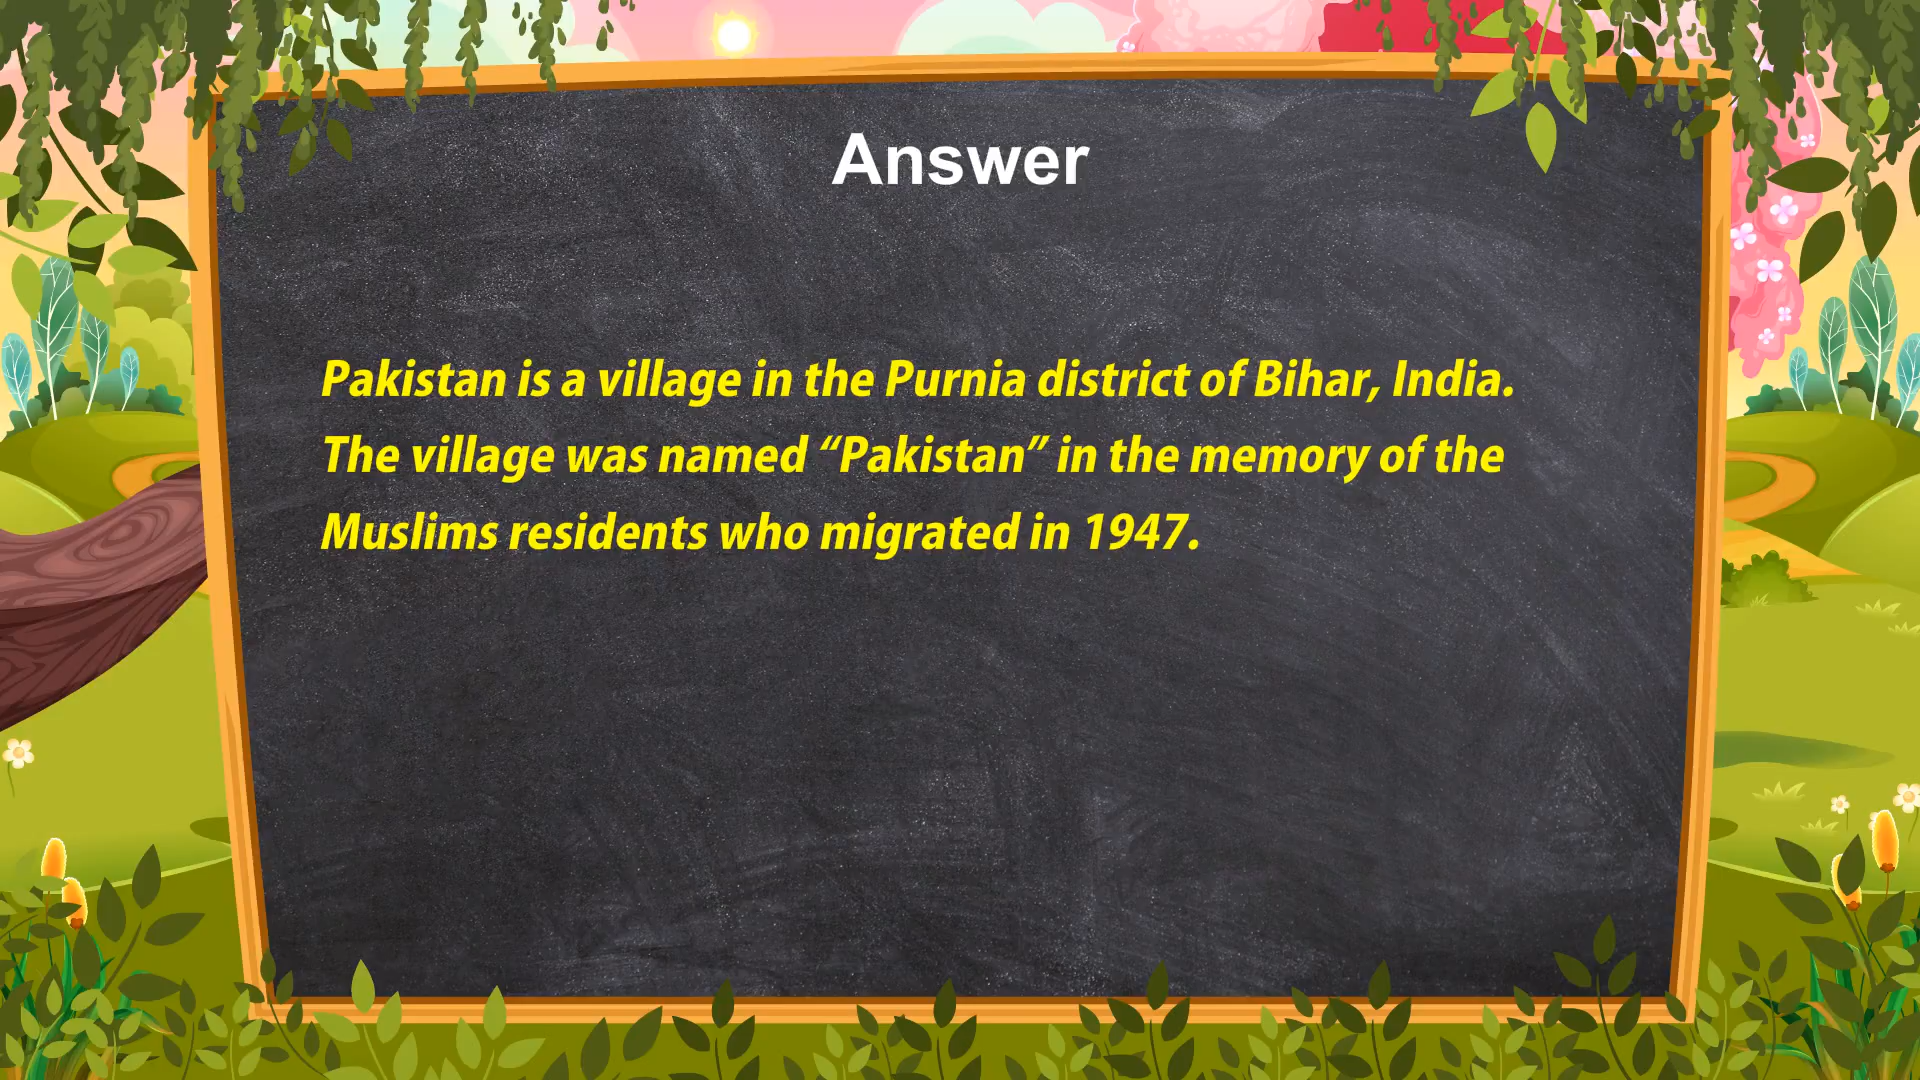 Answer
Pakistan is a village in the Purnia district of Bihar, India.
The village was named “Pakistan” in the memory of the
Muslims residents who migrated in 1947.